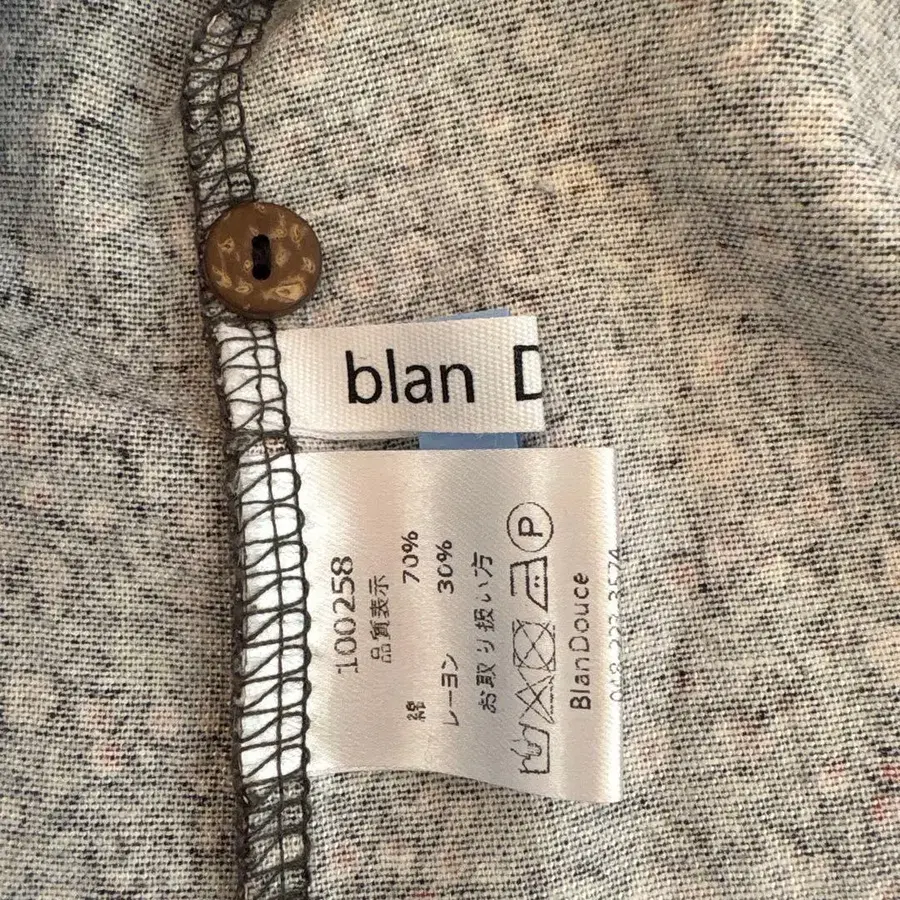 blan D
100258
品質表示
綿 70%
レーヨン 30%
お取り扱い方
P
BlanDouce